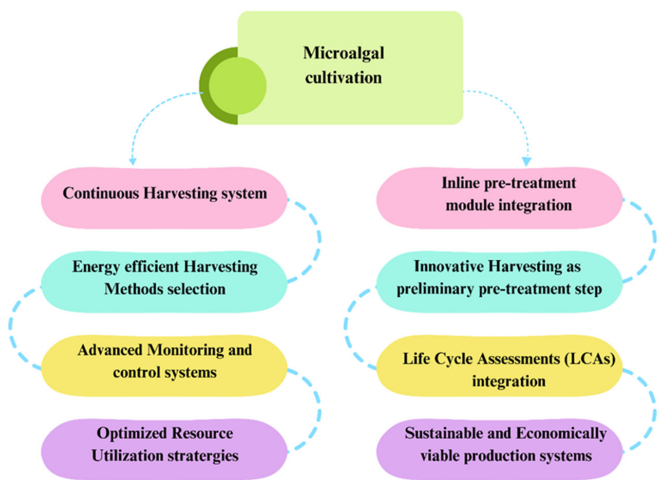 Microalgal
cultivation
Continuous Harvesting system
Energy efficient Harvesting
Methods selection
Advanced Monitoring and
control systems
Optimized Resource
Utilization stratergies
Inline pre-treatment
module integration
Innovative Harvesting as
preliminary pre-treatment step
Life Cycle Assessments (LCAs)
integration
Sustainable and Economically
viable production systems